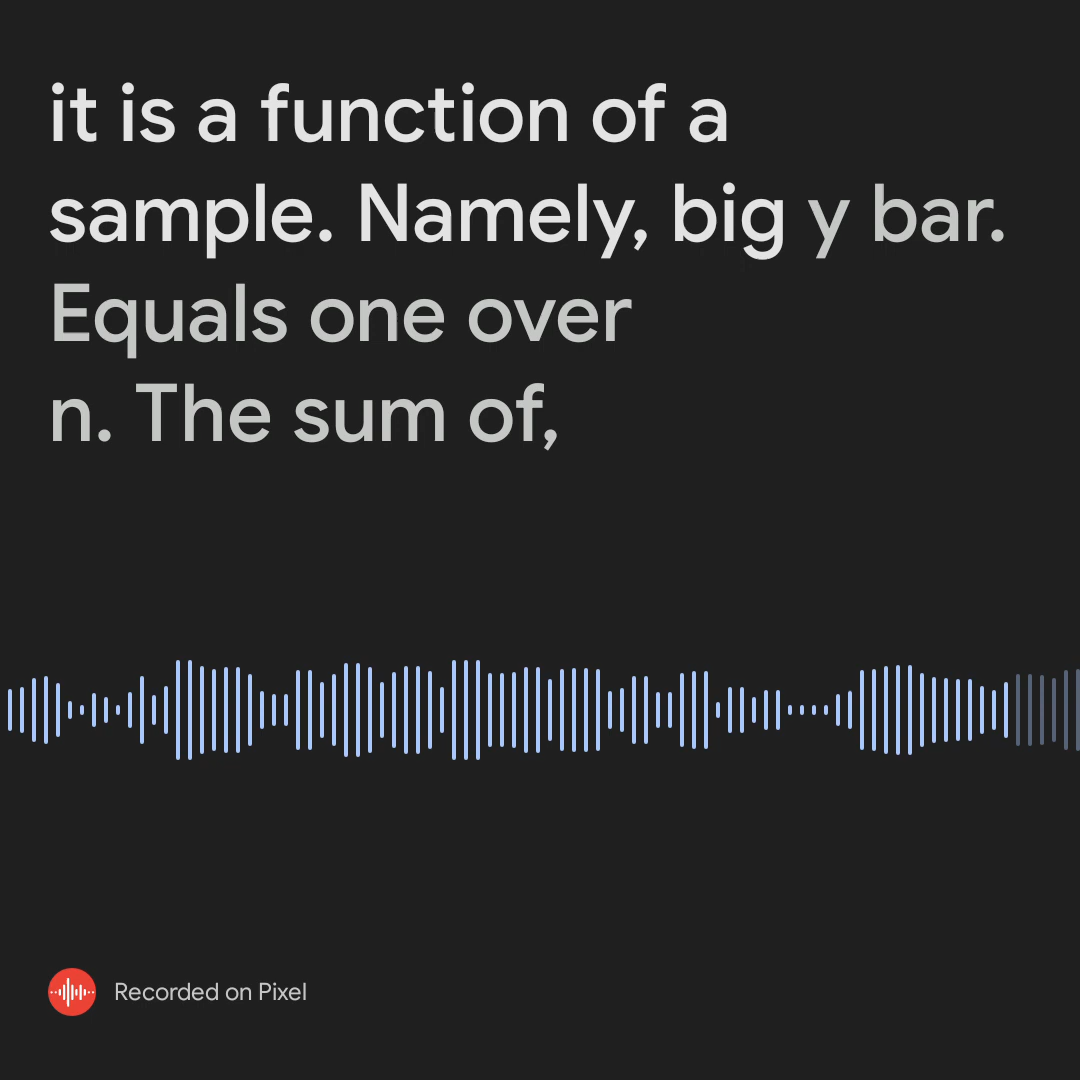 it is a function of a
sample. Namely, big y bar.
Equals one over
n. The sum of,
Recorded on Pixel